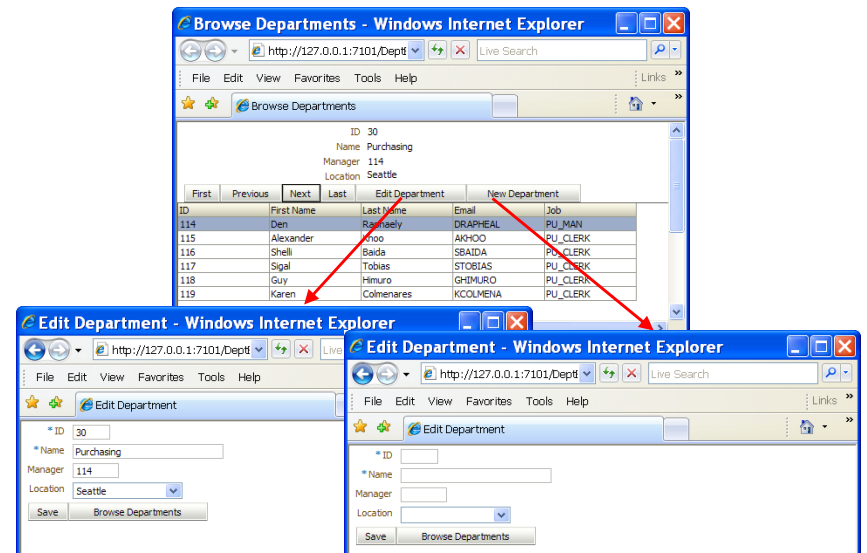 Browse Departments - Windows Internet Explorer
http://127.0.0.1:7101/Dept
Live Search
File Edit View Favorites Tools Help
Links »
Browse Departments
»
ID 30
Name Purchasing
Manager 114
Location Seattle
First Previous Next Last Edit Department New Department
ID First Name Last Name Email Job
114 Den Raphaely DRAPHEAL PU_MAN
115 Alexander Khoo AKHOO PU_CLERK
116 Shelli Baida SBAIDA PU_CLERK
117 Sigal Tobias STOBIAS PU_CLERK
118 Guy Himuro GHIMURO PU_CLERK
119 Karen Colmenares KCOLMENA PU_CLERK
Edit Department - Windows Internet Explorer
http://127.0.0.1:7101/Dept
Live
File Edit View Favorites Tools Help
Edit Department
* ID 30
* Name Purchasing
Manager 114
Location Seattle
Save Browse Departments
Edit Department - Windows Internet Explorer
http://127.0.0.1:7101/Dept
Live Search
File Edit View Favorites Tools Help
Links »
Edit Department
»
* ID
* Name
Manager
Location
Save Browse Departments